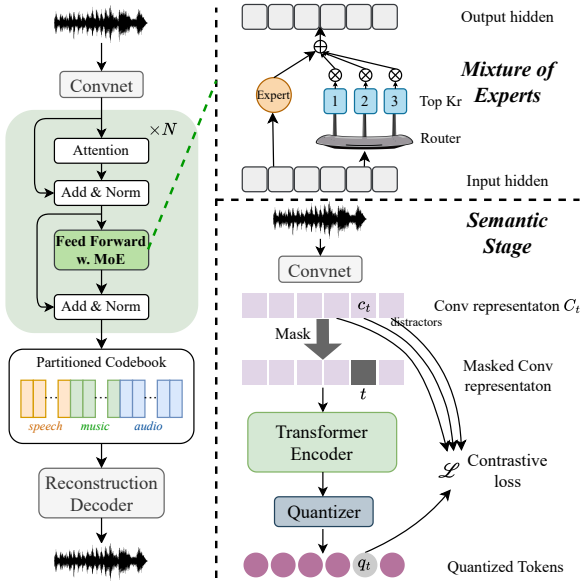 Convnet
× N
Attention
Add & Norm
Feed Forward
w. MoE
Add & Norm
Partitioned Codebook
speech
music
audio
Reconstruction
Decoder
Output hidden
Mixture of
Experts
Expert
1
2
3
Top Kr
Router
Input hidden
Semantic
Stage
Convnet
c_t
Conv representaton C_t
distractors
Mask
Masked Conv
representaton
t
Transformer
Encoder
ℒ Contrastive
loss
Quantizer
q_t
Quantized Tokens